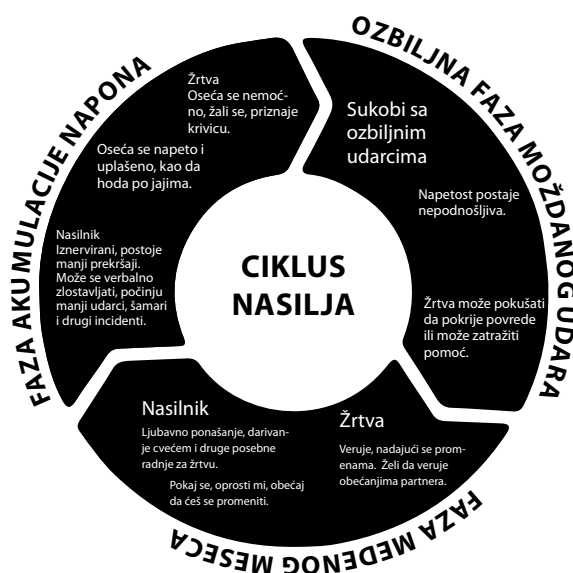 FAZA AKUMULACIJE NAPONA
Žrtva
Oseća se nemoć-
no, žali se, priznaje
krivicu.
Oseća se napeto i
uplašeno, kao da
hoda po jajima.
Nasilnik
Iznervirani, postoje
manji prekršaji.
Može se verbalno
zlostavljati, počinju
manji udarci, šamari
i drugi incidenti.
OZBILJNA FAZA MOŽDANOG UDARA
Sukobi sa
ozbiljnim
udarcima
Napetost postaje
nepodnošljiva.
Žrtva može pokušati
da pokrije povrede
ili može zatražiti
pomoć.
CIKLUS
NASILJA
Nasilnik
Ljubavno ponašanje, darivan-
je cvećem i druge posebne
radnje za žrtvu.
Pokaj se, oprosti mi, obećaj
da ćeš se promeniti.
Žrtva
Veruje, nadajući se prom-
enama. Želi da veruje
obećanjima partnera.
FAZA MEDENOG MESECA